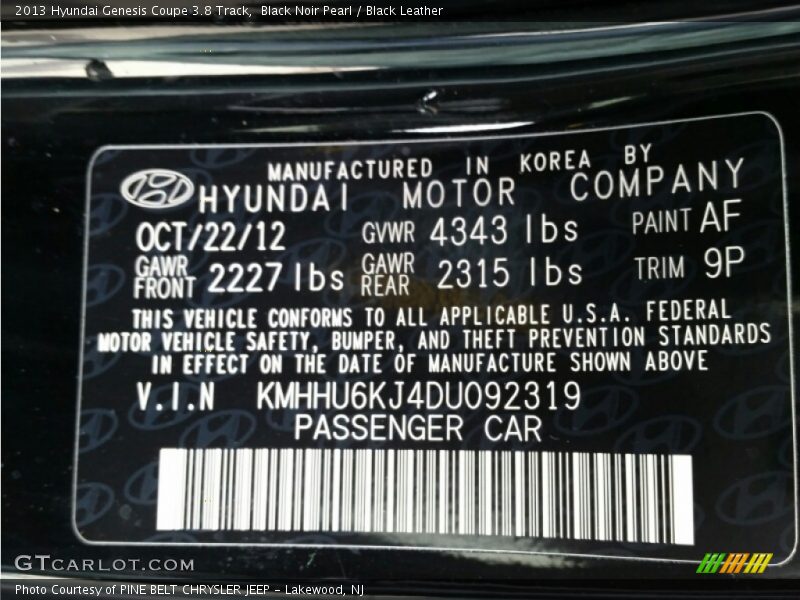 2013 Hyundai Genesis Coupe 3.8 Track, Black Noir Pearl / Black Leather
MANUFACTURED IN KOREA BY
HYUNDAI MOTOR COMPANY
OCT/22/12 GVWR 4343 lbs PAINT AF
GAWR FRONT 2227 lbs GAWR REAR 2315 lbs TRIM 9P
THIS VEHICLE CONFORMS TO ALL APPLICABLE U.S.A. FEDERAL
MOTOR VEHICLE SAFETY, BUMPER, AND THEFT PREVENTION STANDARDS
IN EFFECT ON THE DATE OF MANUFACTURE SHOWN ABOVE
V.I.N KMHHU6KJ4DU092319
PASSENGER CAR
GTCARLOT.COM
Photo Courtesy of PINE BELT CHRYSLER JEEP - Lakewood, NJ